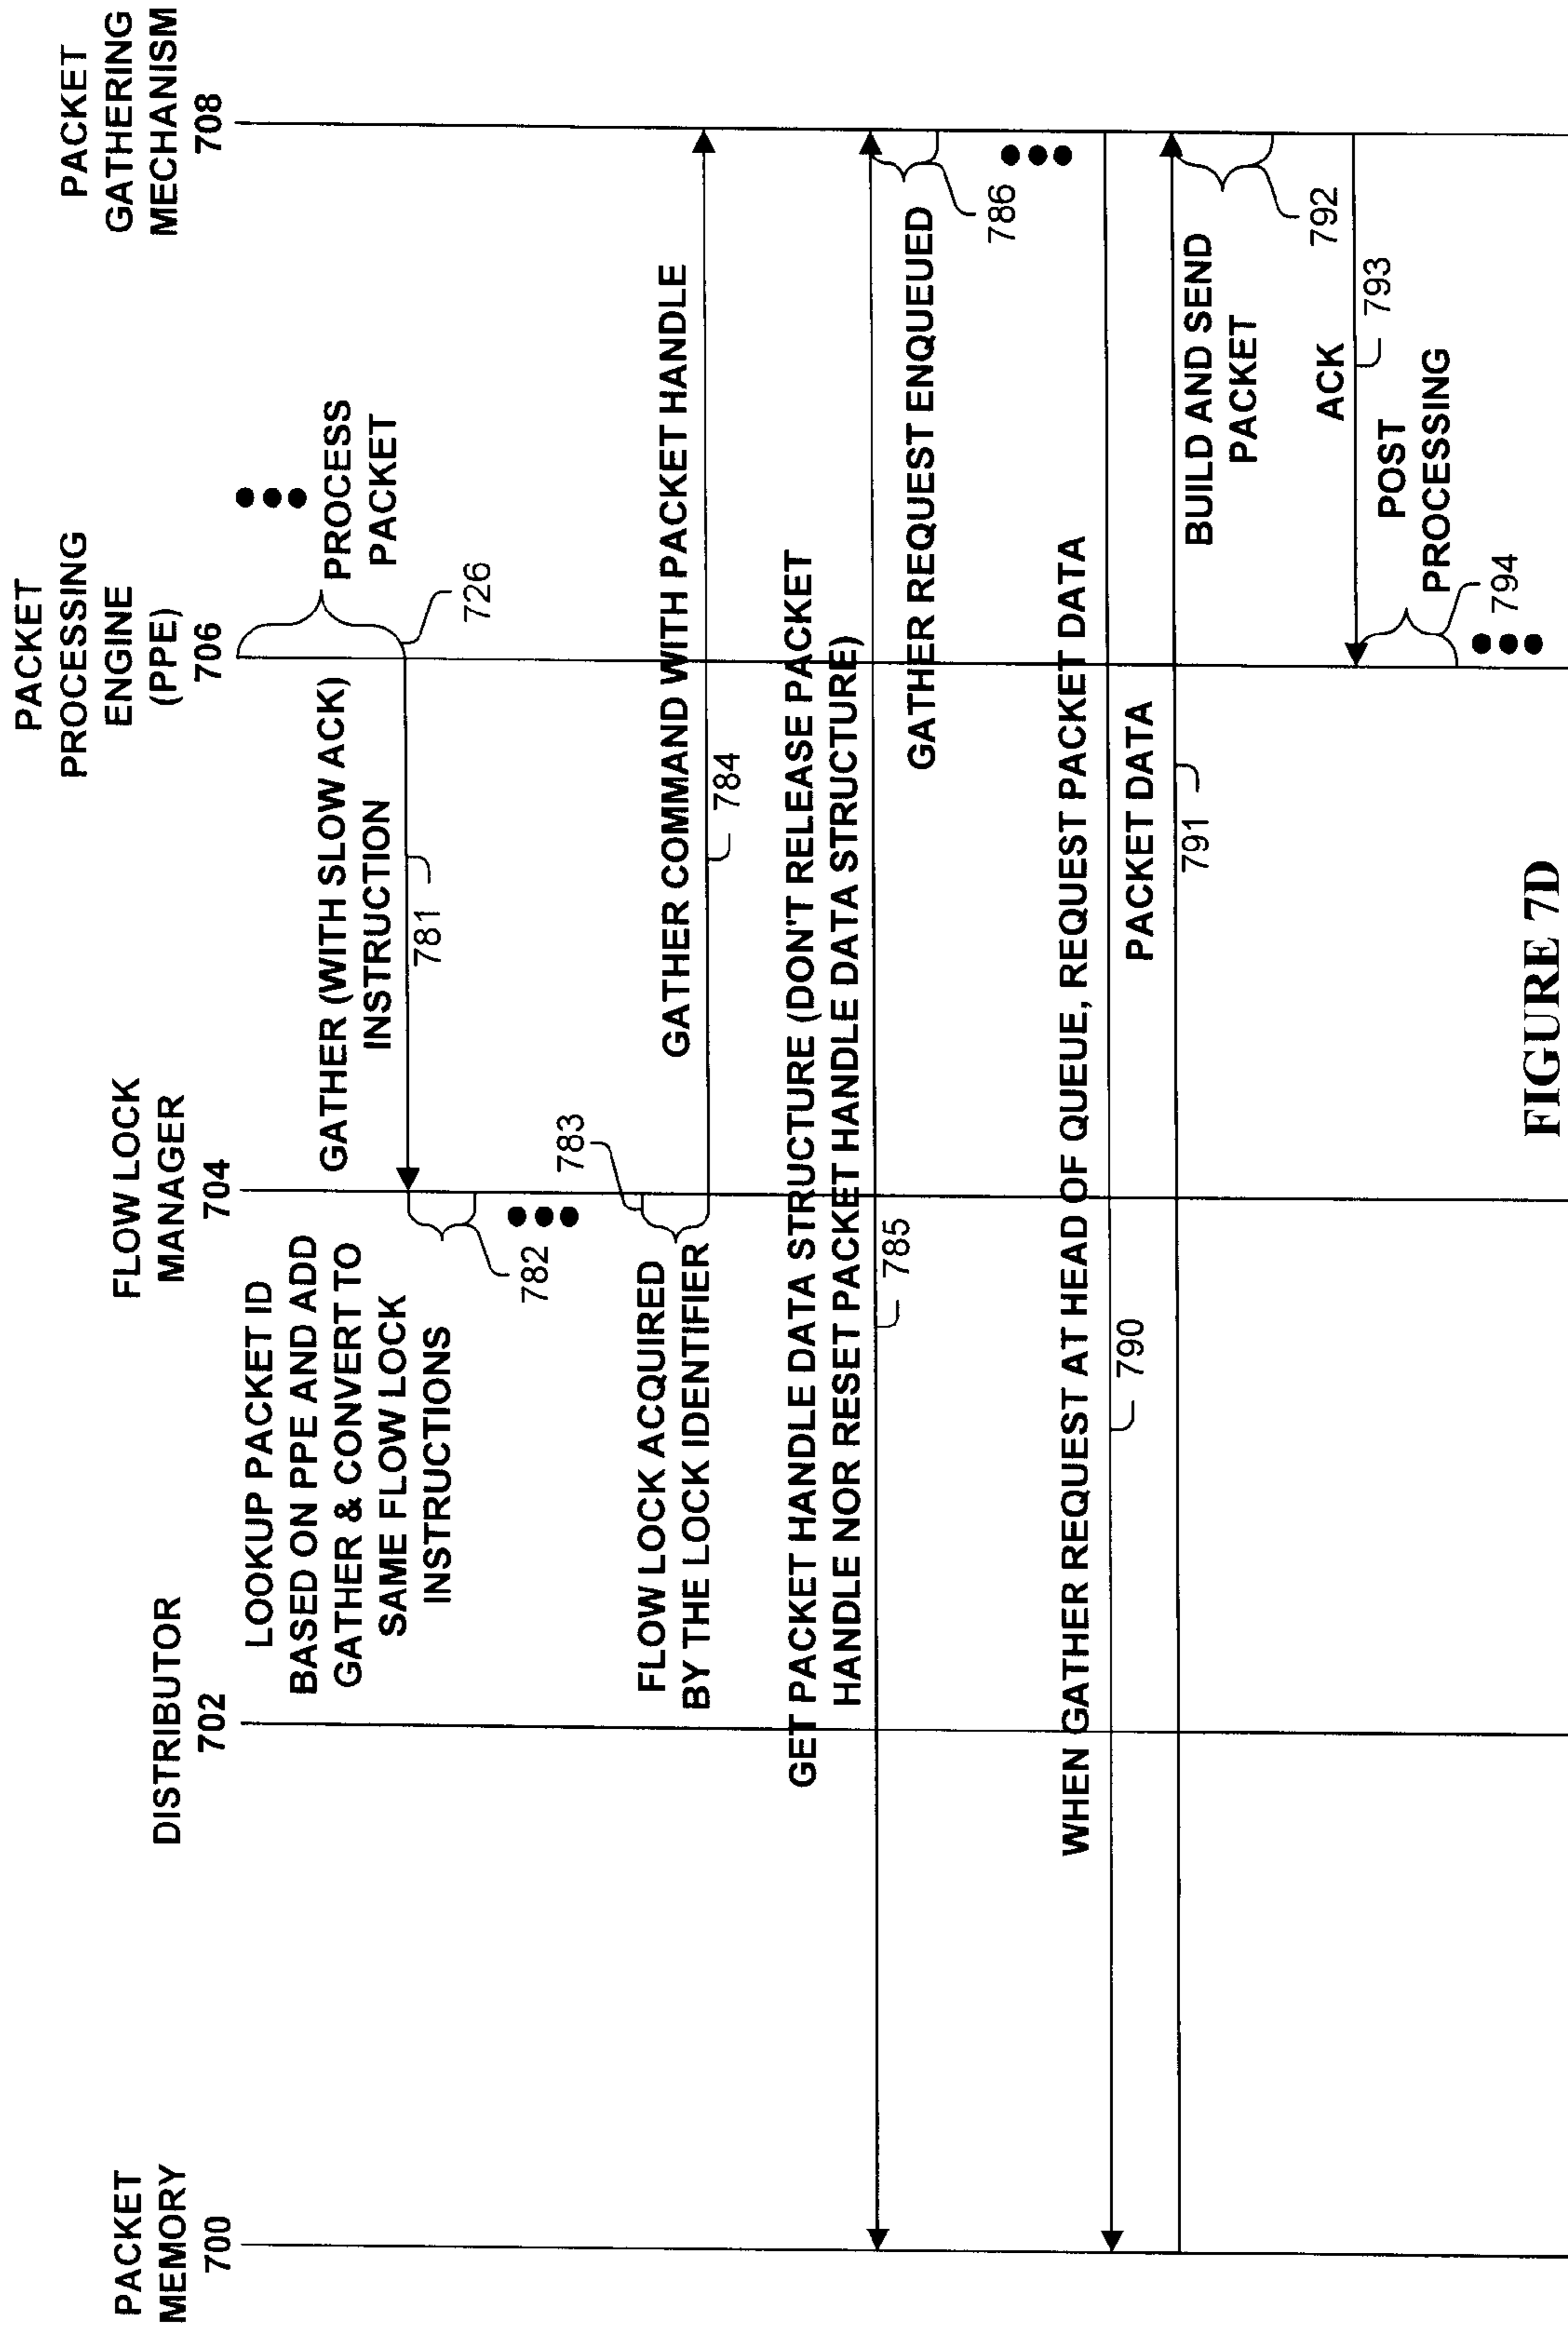 PACKET
MEMORY
700
DISTRIBUTOR
702
FLOW LOCK
MANAGER
704
PACKET
PROCESSING
ENGINE
(PPE)
706
PACKET
GATHERING
MECHANISM
708
PROCESS
PACKET
726
GATHER (WITH SLOW ACK)
INSTRUCTION
781
LOOKUP PACKET ID
BASED ON PPE AND ADD
GATHER & CONVERT TO
SAME FLOW LOCK
INSTRUCTIONS
782
783
FLOW LOCK ACQUIRED
BY THE LOCK IDENTIFIER
GATHER COMMAND WITH PACKET HANDLE
784
GET PACKET HANDLE DATA STRUCTURE (DON'T RELEASE PACKET
HANDLE NOR RESET PACKET HANDLE DATA STRUCTURE)
785
GATHER REQUEST ENQUEUED
786
WHEN GATHER REQUEST AT HEAD OF QUEUE, REQUEST PACKET DATA
790
PACKET DATA
791
BUILD AND SEND
PACKET
792
ACK
793
POST
PROCESSING
794
FIGURE 7D